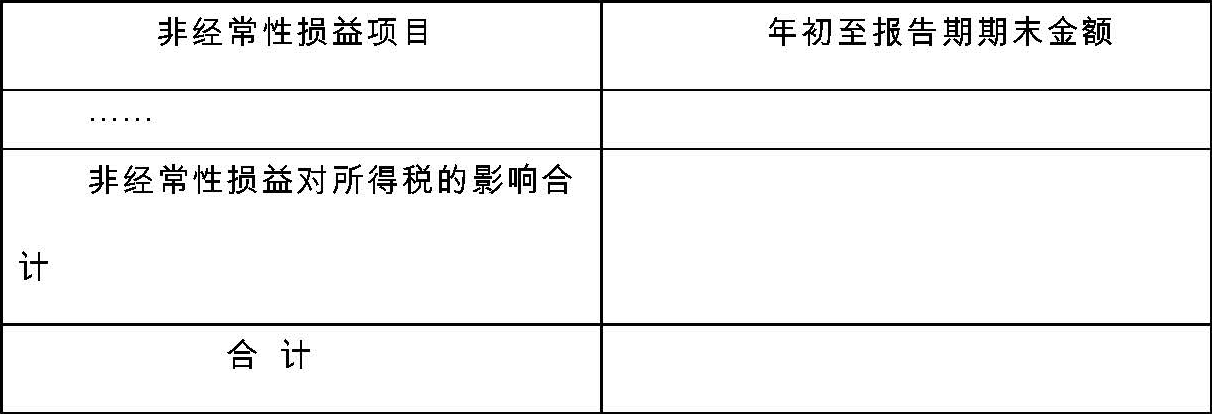 非经常性损益项目
年初至报告期期末金额
……
非经常性损益对所得税的影响合
计
合 计